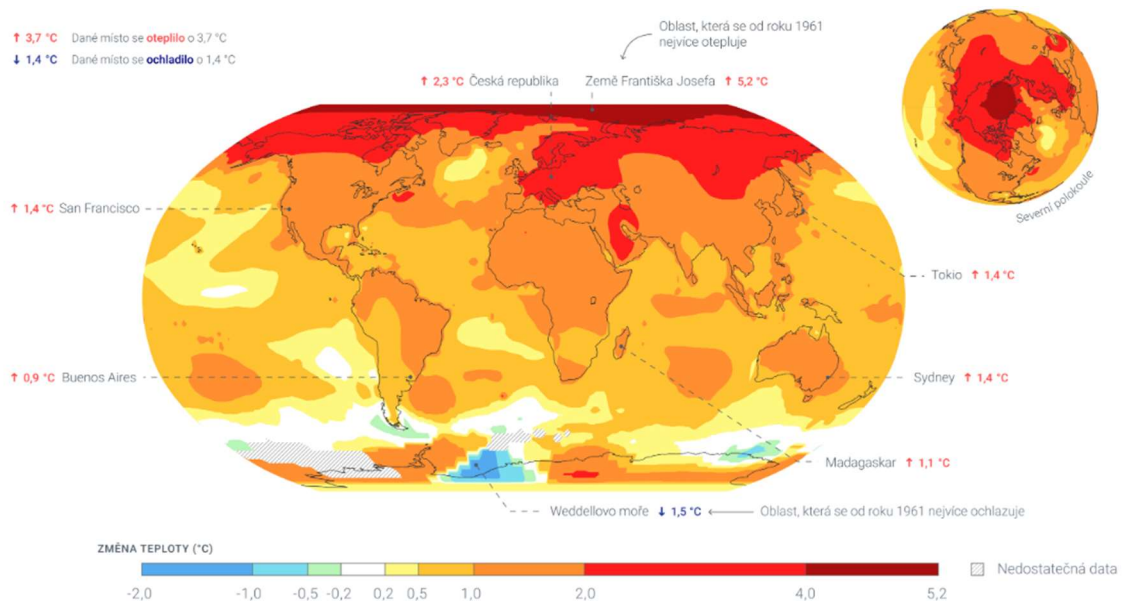 Oblast, která se od roku 1961
nejvíce otepluje
↑ 3,7 °C Dané místo se oteplilo o 3,7 °C
↓ 1,4 °C Dané místo se ochladilo o 1,4 °C
↑ 2,3 °C Česká republika
Země Františka Josefa ↑ 5,2 °C
Severní polokoule
↑ 1,4 °C San Francisco
Tokio ↑ 1,4 °C
↑ 0,9 °C Buenos Aires
Sydney ↑ 1,4 °C
Madagaskar ↑ 1,1 °C
Weddellovo moře ↓ 1,5 °C
Oblast, která se od roku 1961 nejvíce ochlazuje
ZMĚNA TEPLOTY (°C)
Nedostatečná data
-2,0 -1,0 -0,5 -0,2 0,2 0,5 1,0 2,0 4,0 5,2